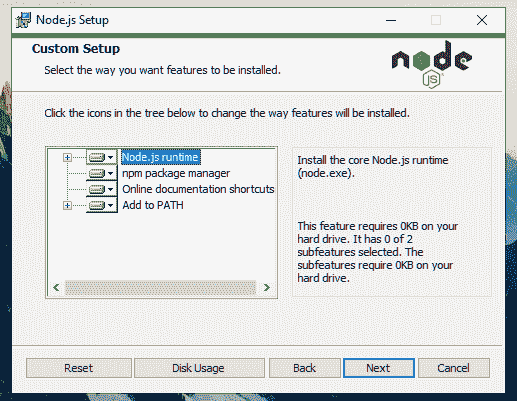 Node.js Setup
Custom Setup
Select the way you want features to be installed.
node
JS
Click the icons in the tree below to change the way features will be installed.
Node.js runtime
npm package manager
Online documentation shortcuts
Add to PATH
Install the core Node.js runtime
(node.exe).
This feature requires 0KB on your
hard drive. It has 0 of 2
subfeatures selected. The
subfeatures require 0KB on your
hard drive.
Reset
Disk Usage
Back
Next
Cancel